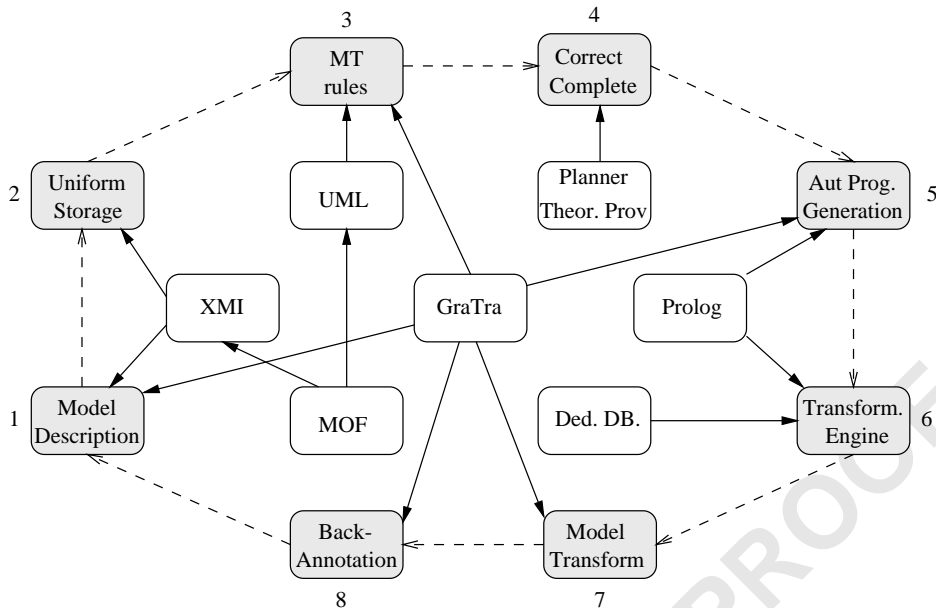 3
4
MT
rules
Correct
Complete
2
Uniform
Storage
UML
Planner
Theor. Prov
Aut Prog.
Generation
5
XMI
GraTra
Prolog
1
Model
Description
MOF
Ded. DB.
Transform.
Engine
6
Back-
Annotation
Model
Transform
8
7
PROOF